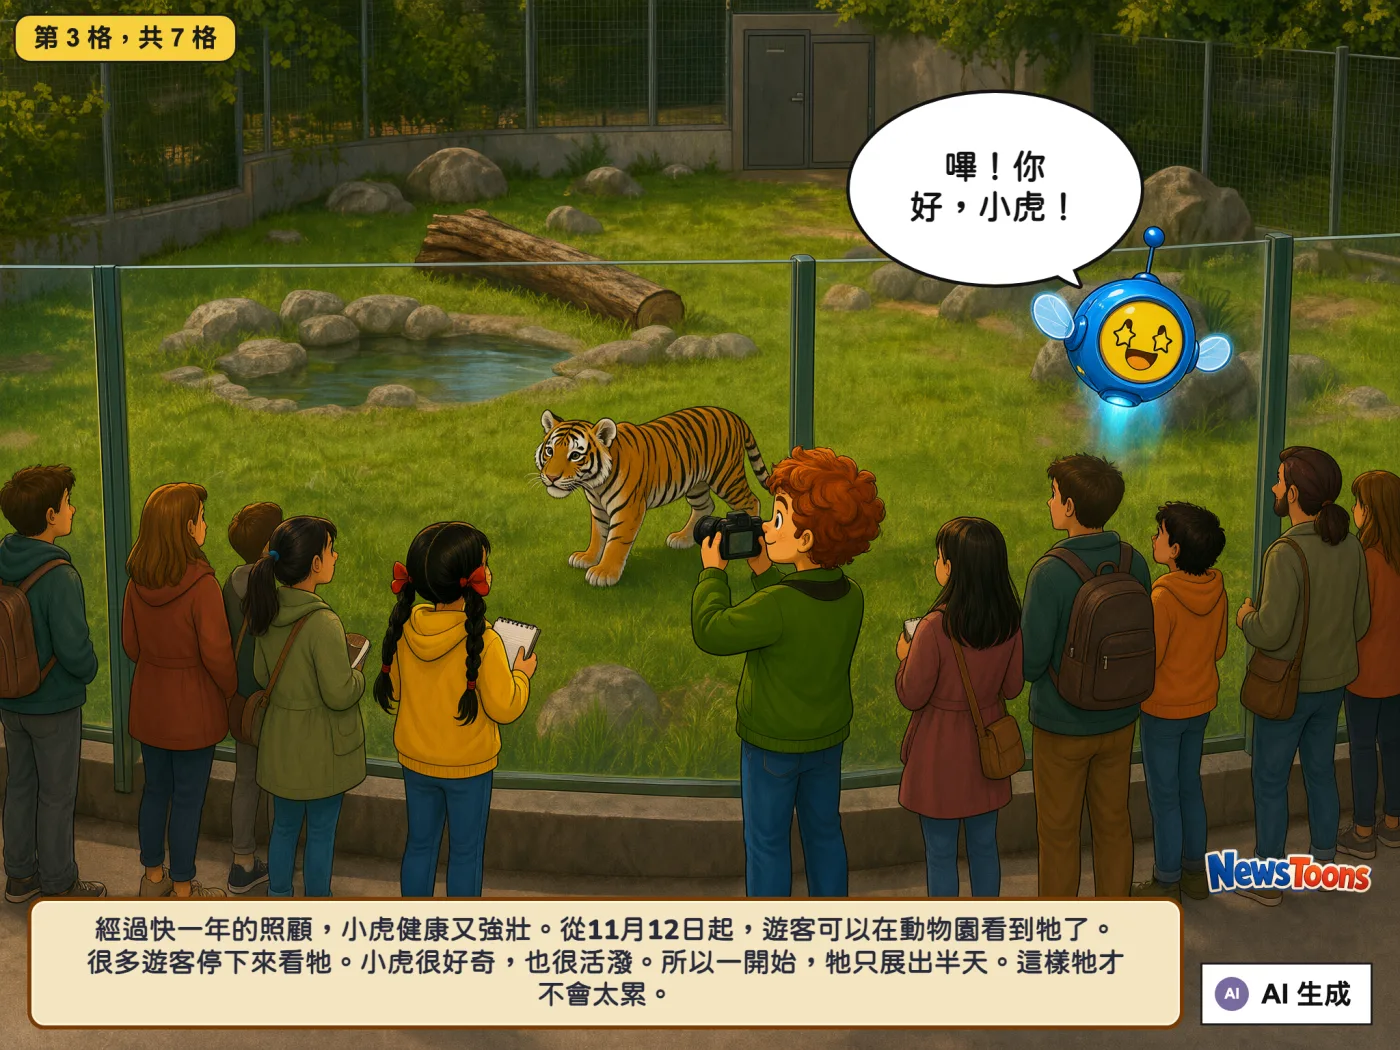 第 3 格，共 7 格
嗶！你
好，小虎！
NewsToons
經過快一年的照顧，小虎健康又強壯。從11月12日起，遊客可以在動物園看到牠了。
很多遊客停下來看牠。小虎很好奇，也很活潑。所以一開始，牠只展出半天。這樣牠才
不會太累。
AI AI 生成